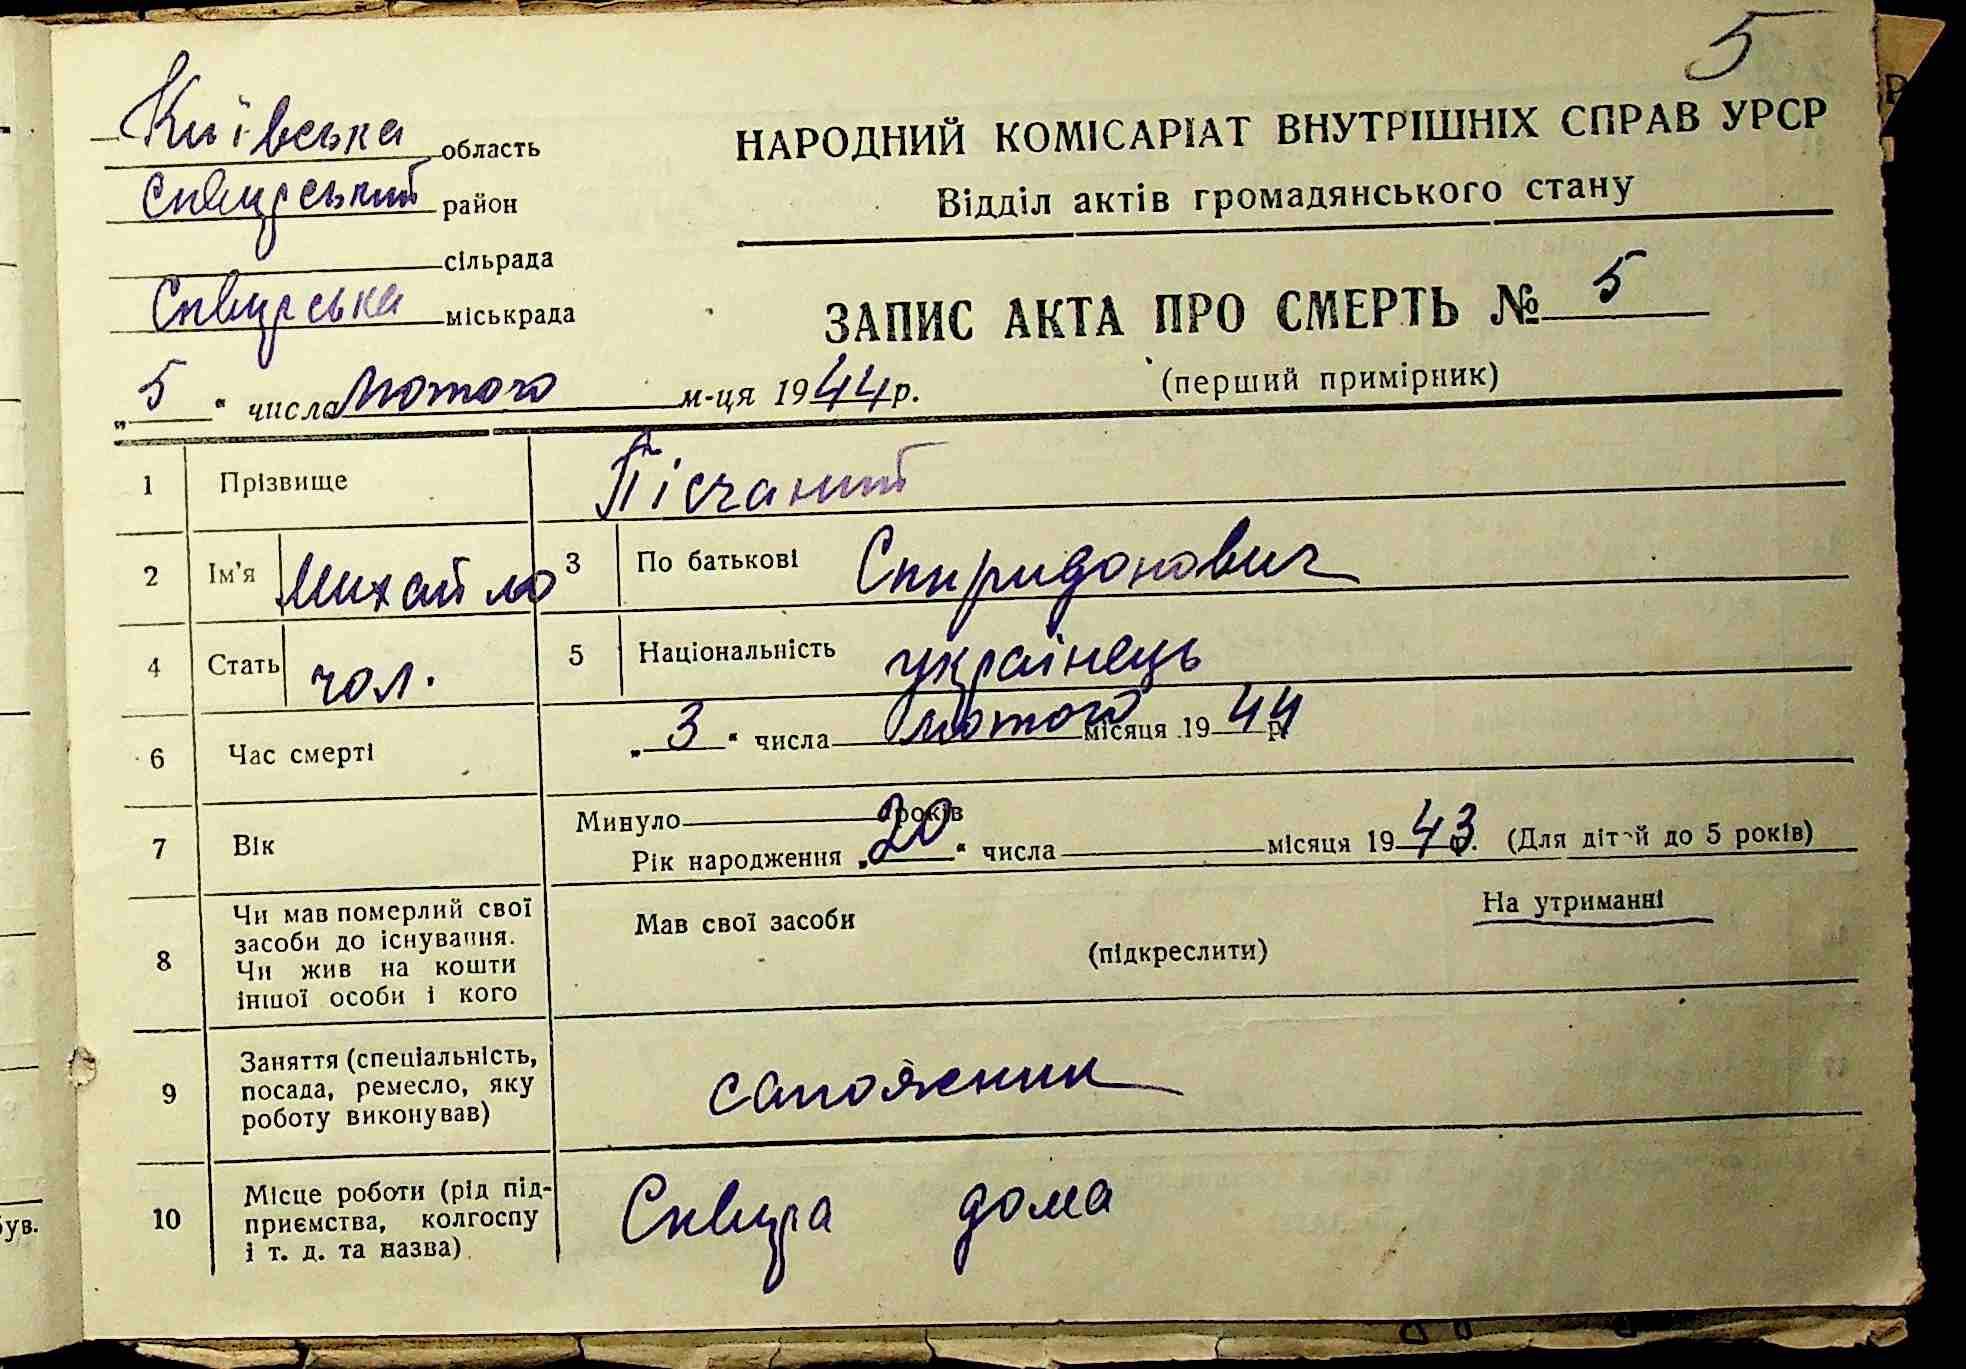 5
Київська область
Сквирський район
сільрада
Сквирська міськрада
НАРОДНИЙ КОМІСАРІАТ ВНУТРІШНІХ СПРАВ УРСР
Відділ актів громадянського стану
ЗАПИС АКТА ПРО СМЕРТЬ № 5
(перший примірник)
„5“ числа лютого м-ця 1944 р.
1 Прізвище Пісчаний
2 Ім'я Михайло 3 По батькові Спиридонович
4 Стать чол. 5 Національність українець
6 Час смерті „3“ числа лютого місяця 1944 р.
7 Вік Минуло років
Рік народження „20“ числа місяця 1943. (Для дітей до 5 років)
8 Чи мав померлий свої
засоби до існування.
Чи жив на кошти
іншої особи і кого
Мав свої засоби На утриманні
(підкреслити)
9 Заняття (спеціальність,
посада, ремесло, яку
роботу виконував)
сапожник
10 Місце роботи (рід під-
приємства, колгоспу
і т. д. та назва)
Сквира дома
був.